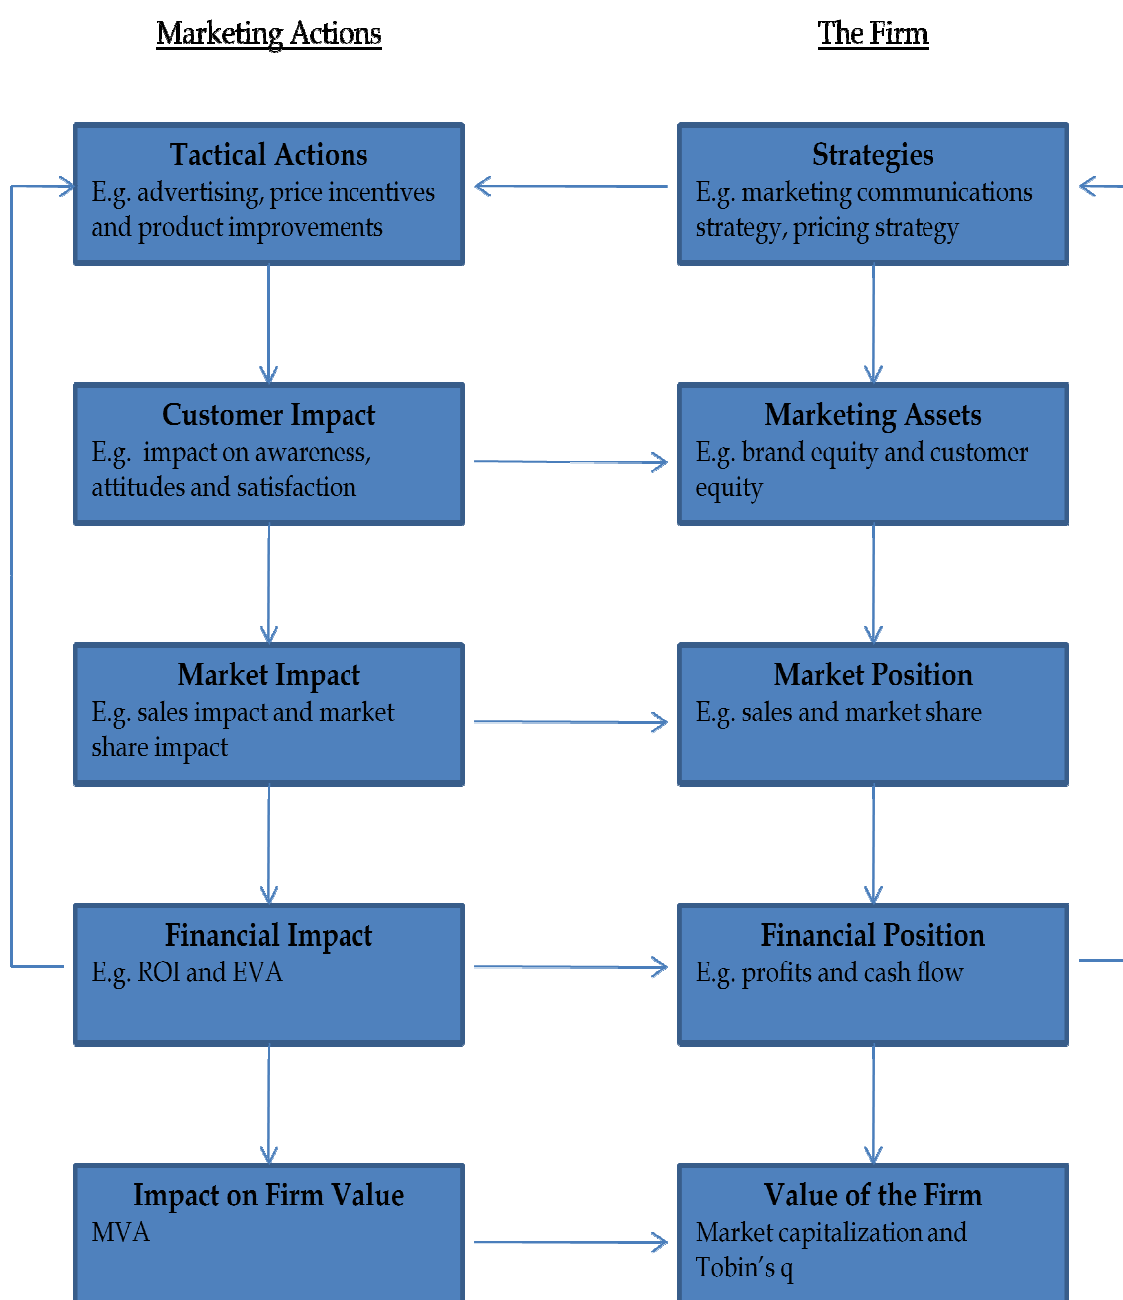 Marketing Actions
The Firm
Tactical Actions
E.g. advertising, price incentives
and product improvements
Strategies
E.g. marketing communications
strategy, pricing strategy
Customer Impact
E.g.  impact on awareness,
attitudes and satisfaction
Marketing Assets
E.g. brand equity and customer
equity
Market Impact
E.g. sales impact and market
share impact
Market Position
E.g. sales and market share
Financial Impact
E.g. ROI and EVA
Financial Position
E.g. profits and cash flow
Impact on Firm Value
MVA
Value of the Firm
Market capitalization and
Tobin’s q